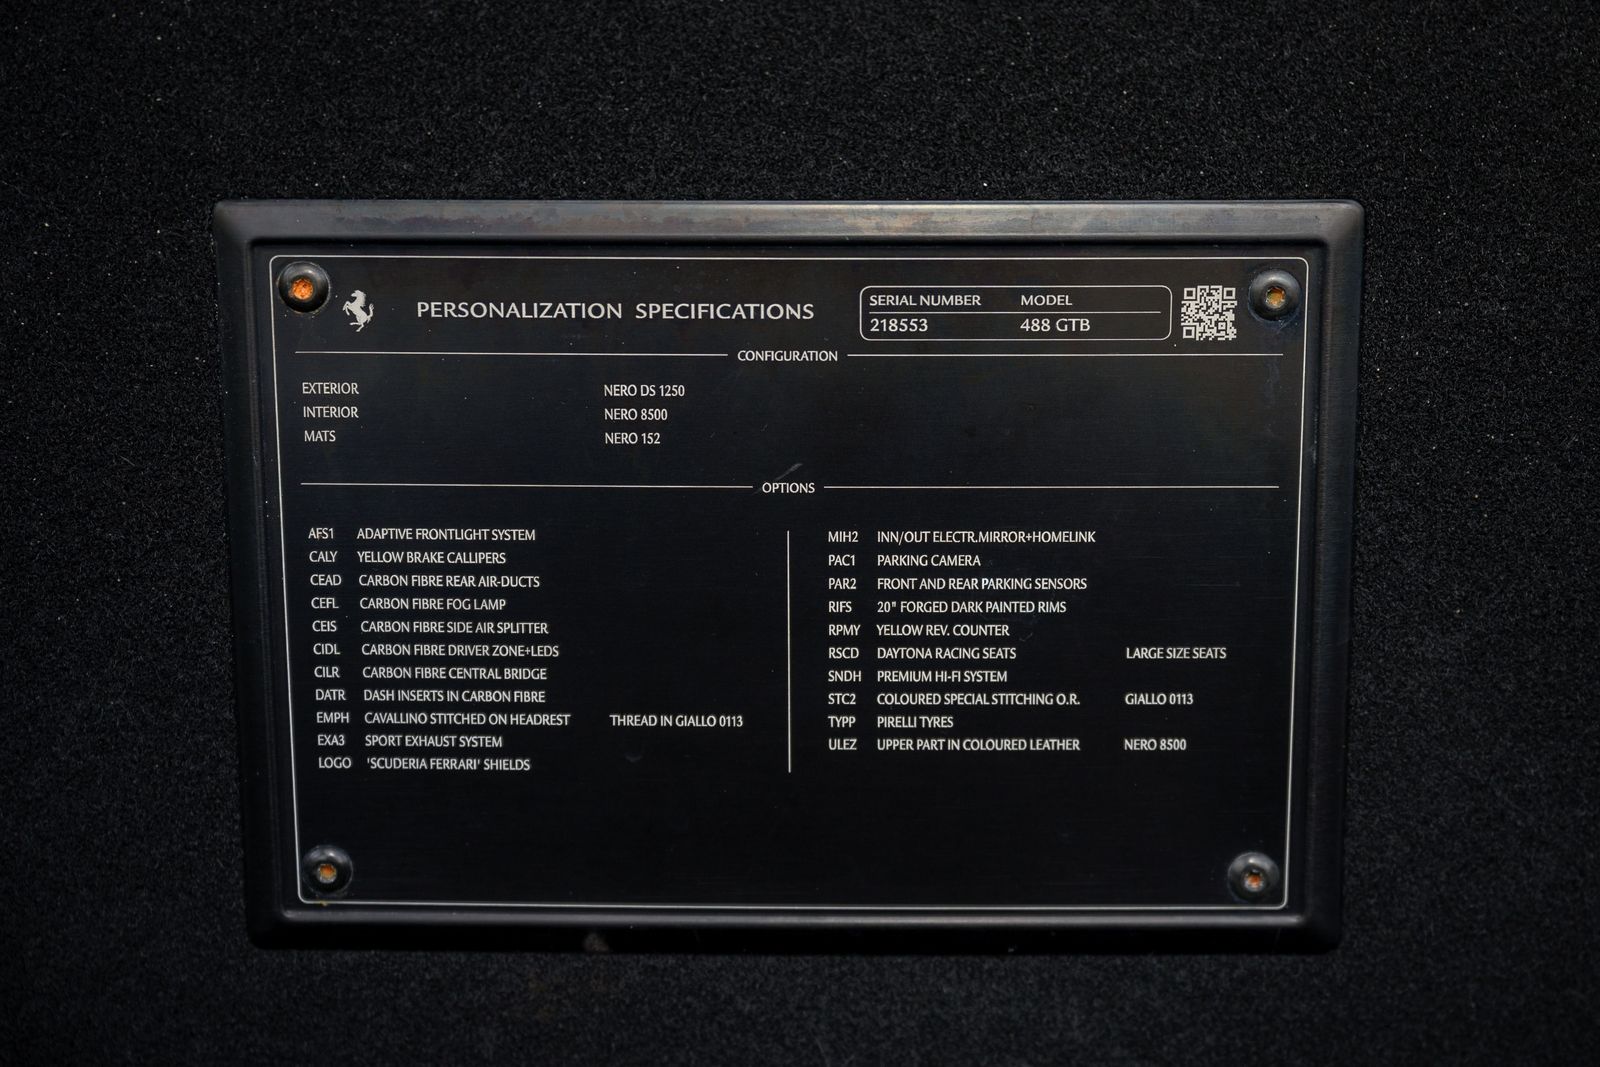 PERSONALIZATION SPECIFICATIONS
SERIAL NUMBER MODEL
218553 488 GTB
CONFIGURATION
EXTERIOR NERO DS 1250
INTERIOR NERO 8500
MATS NERO 152
OPTIONS
AFS1 ADAPTIVE FRONTLIGHT SYSTEM
CALY YELLOW BRAKE CALLIPERS
CEAD CARBON FIBRE REAR AIR-DUCTS
CEFL CARBON FIBRE FOG LAMP
CEIS CARBON FIBRE SIDE AIR SPLITTER
CIDL CARBON FIBRE DRIVER ZONE+LEDS
CILR CARBON FIBRE CENTRAL BRIDGE
DATR DASH INSERTS IN CARBON FIBRE
EMPH CAVALLINO STITCHED ON HEADREST THREAD IN GIALLO 0113
EXA3 SPORT EXHAUST SYSTEM
LOGO 'SCUDERIA FERRARI' SHIELDS
MIH2 INN/OUT ELECTR.MIRROR+HOMELINK
PAC1 PARKING CAMERA
PAR2 FRONT AND REAR PARKING SENSORS
RIFS 20" FORGED DARK PAINTED RIMS
RPMY YELLOW REV. COUNTER
RSCD DAYTONA RACING SEATS LARGE SIZE SEATS
SNDH PREMIUM HI-FI SYSTEM
STC2 COLOURED SPECIAL STITCHING O.R. GIALLO 0113
TYPP PIRELLI TYRES
ULEZ UPPER PART IN COLOURED LEATHER NERO 8500